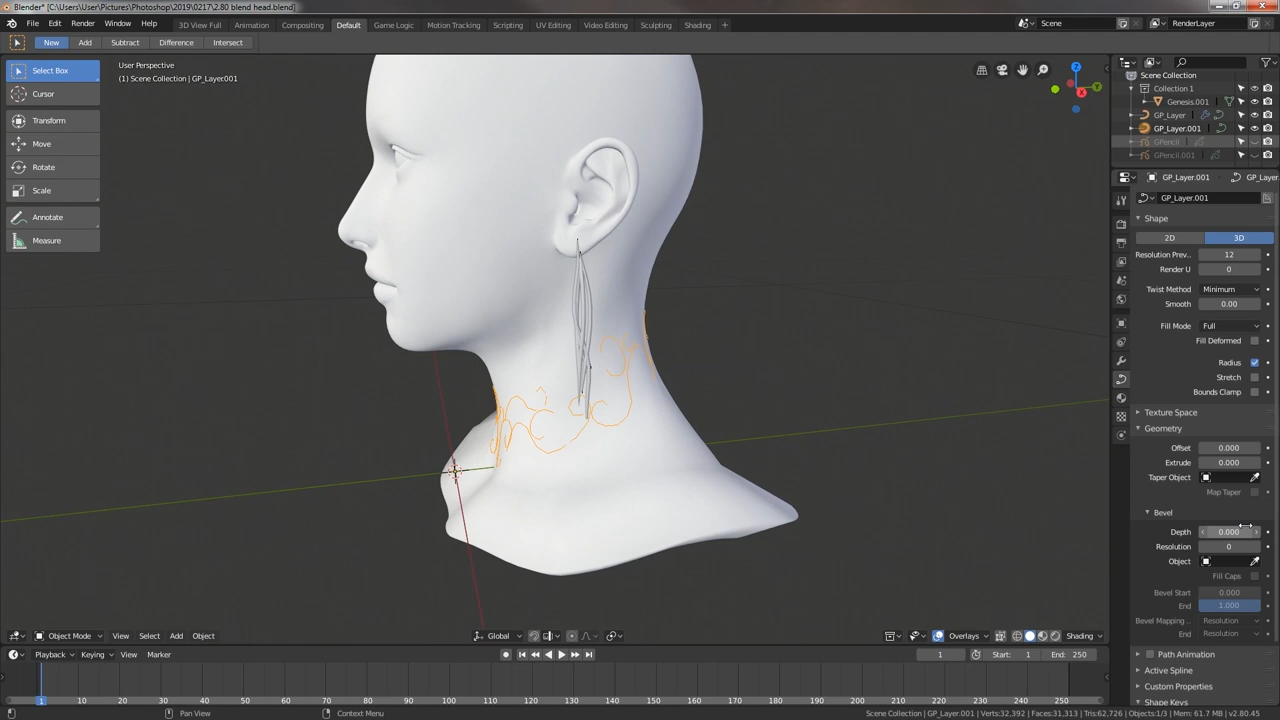 Blender* [C:\Users\User\Pictures\Photoshop\2019\0217\2.80 blend head.blend]
File Edit Render Window Help 3D View Full Animation Compositing Default Game Logic Motion Tracking Scripting UV Editing Video Editing Shading + Scene RenderLayer
New Add Subtract Difference Intersect
User Perspective
(1) Scene Collection | GP_Layer.001
Select Box
Cursor
Transform
Move
Rotate
Scale
Annotate
Measure
Z
Y
X
Scene Collection
Collection 1
Genesis.001
GP_Layer
GP_Layer.001
GPencil
GPencil.001
GP_Layer.001 GP_Layer.
GP_Layer.001
Shape
2D 3D
Resolution Prev.. 12
Render U 0
Twist Method Minimum
Smooth 0.00
Fill Mode Full
Fill Deformed
Radius
Stretch
Bounds Clamp
Texture Space
Geometry
Offset 0.000
Extrude 0.000
Taper Object
Map Taper
Bevel
Depth 0.000
Resolution 0
Object
Fill Caps
Bevel Start 0.000
End 1.000
Bevel Mapping .. Resolution
End Resolution
Path Animation
Active Spline
Custom Properties
Shape Keys
Object Mode View Select Add Object Global Overlays Shading
Playback Keying View Marker 1 Start: 1 End: 250
1 10 20 30 40 50 60 70 80 90 100 110 120 130 140 150 160 170 180 190 200 210 220 230 240 250
Pan View Context Menu Scene Collection | GP_Layer.001 | Verts:32,392 | Faces:31,313 | Tris:62,726 | Objects:1/3 | Mem: 61.7 MB | v2.80.45